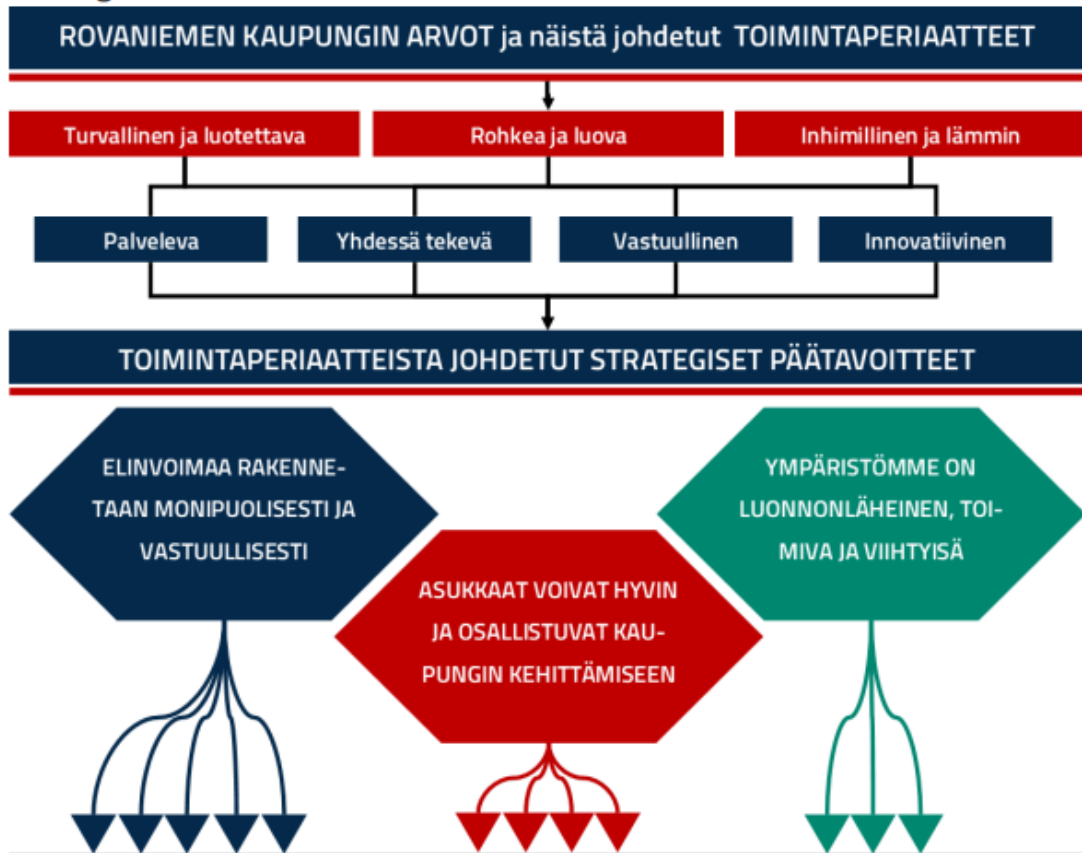 ROVANIEMEN KAUPUNGIN ARVOT ja näistä johdetut TOIMINTAPERIAATTEET
Turvallinen ja luotettava
Rohkea ja luova
Inhimillinen ja lämmin
Palveleva
Yhdessä tekevä
Vastuullinen
Innovatiivinen
TOIMINTAPERIAATTEISTA JOHDETUT STRATEGISET PÄÄTAVOITTEET
ELINVOIMAA RAKENNE-
TAAN MONIPUOLISESTI JA
VASTUULLISESTI
ASUKKAAT VOIVAT HYVIN
JA OSALLISTUVAT KAU-
PUNGIN KEHITTÄMISEEN
YMPÄRISTÖMME ON
LUONNONLÄHEINEN, TOI-
MIVA JA VIIHTYISÄ